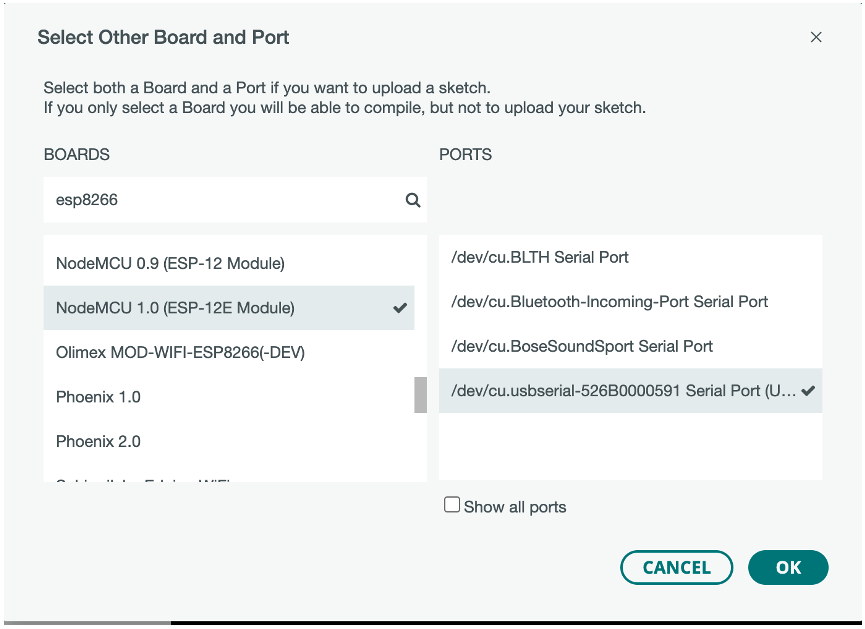 Select Other Board and Port
Select both a Board and a Port if you want to upload a sketch.
If you only select a Board you will be able to compile, but not to upload your sketch.
BOARDS
esp8266
NodeMCU 0.9 (ESP-12 Module)
NodeMCU 1.0 (ESP-12E Module)
Olimex MOD-WIFI-ESP8266(-DEV)
Phoenix 1.0
Phoenix 2.0
PORTS
/dev/cu.BLTH Serial Port
/dev/cu.Bluetooth-Incoming-Port Serial Port
/dev/cu.BoseSoundSport Serial Port
/dev/cu.usbserial-526B0000591 Serial Port (U...
Show all ports
CANCEL
OK